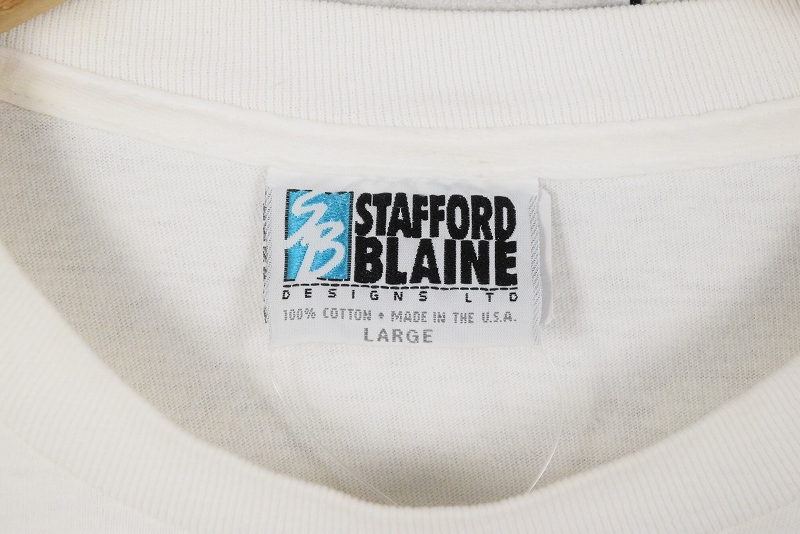 SB
STAFFORD
BLAINE
DESIGNS LTD
100% COTTON • MADE IN THE U.S.A.
LARGE